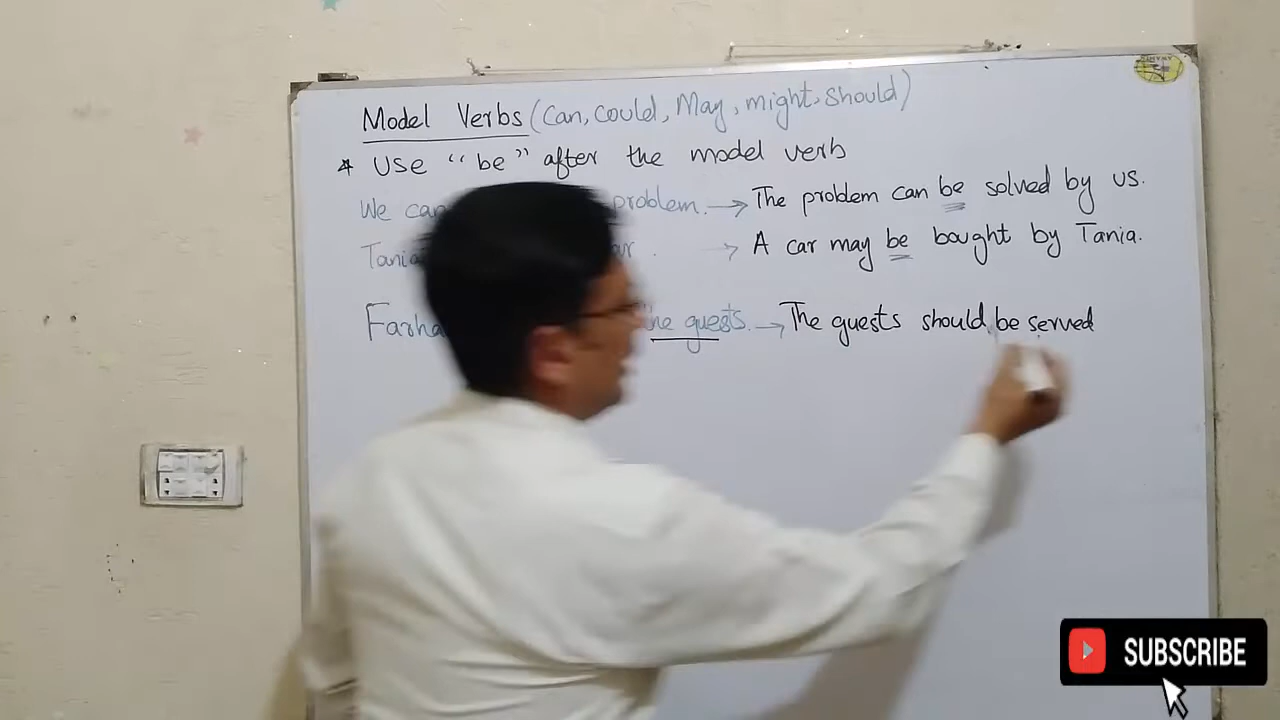 Model Verbs (Can, Could, May, might, should)
* Use "be" after the model verb
We can problem. → The problem can be solved by us.
Tania → A car may be bought by Tania.
the guests. → The guests should be served
SUBSCRIBE